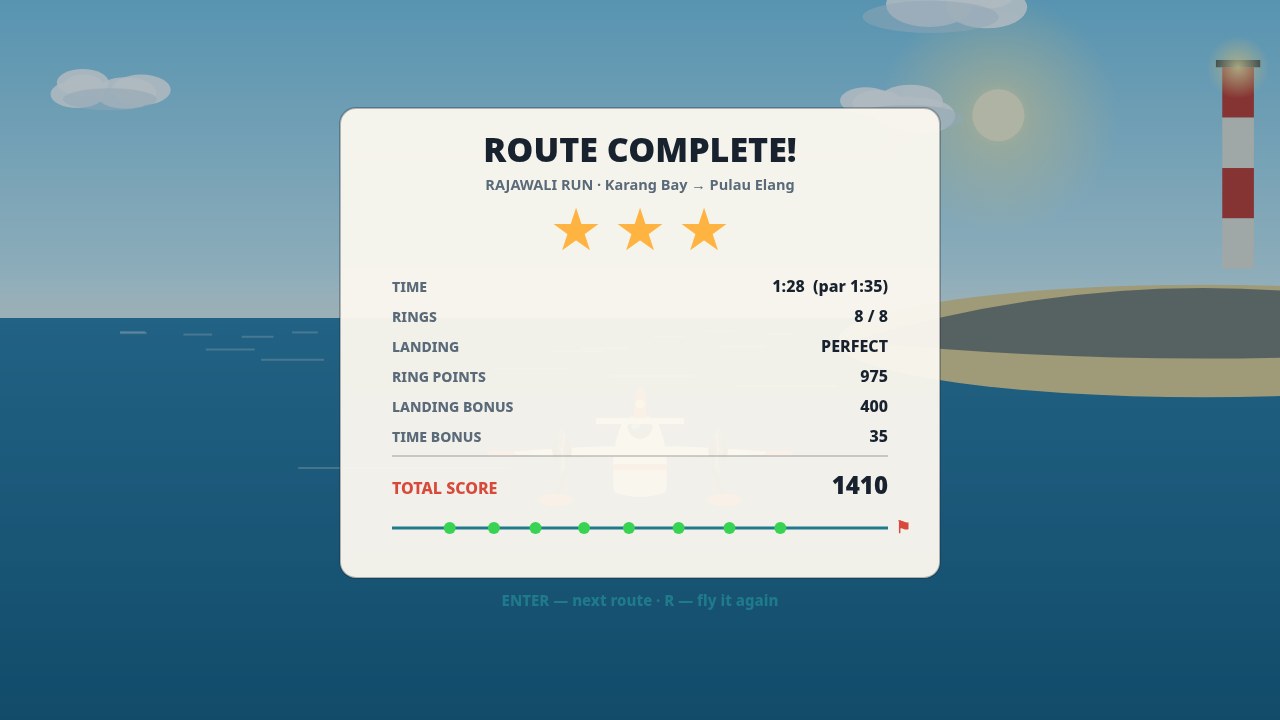 ROUTE COMPLETE!
RAJAWALI RUN · Karang Bay → Pulau Elang
TIME 1:28 (par 1:35)
RINGS 8 / 8
LANDING PERFECT
RING POINTS 975
LANDING BONUS 400
TIME BONUS 35
TOTAL SCORE 1410
ENTER — next route · R — fly it again